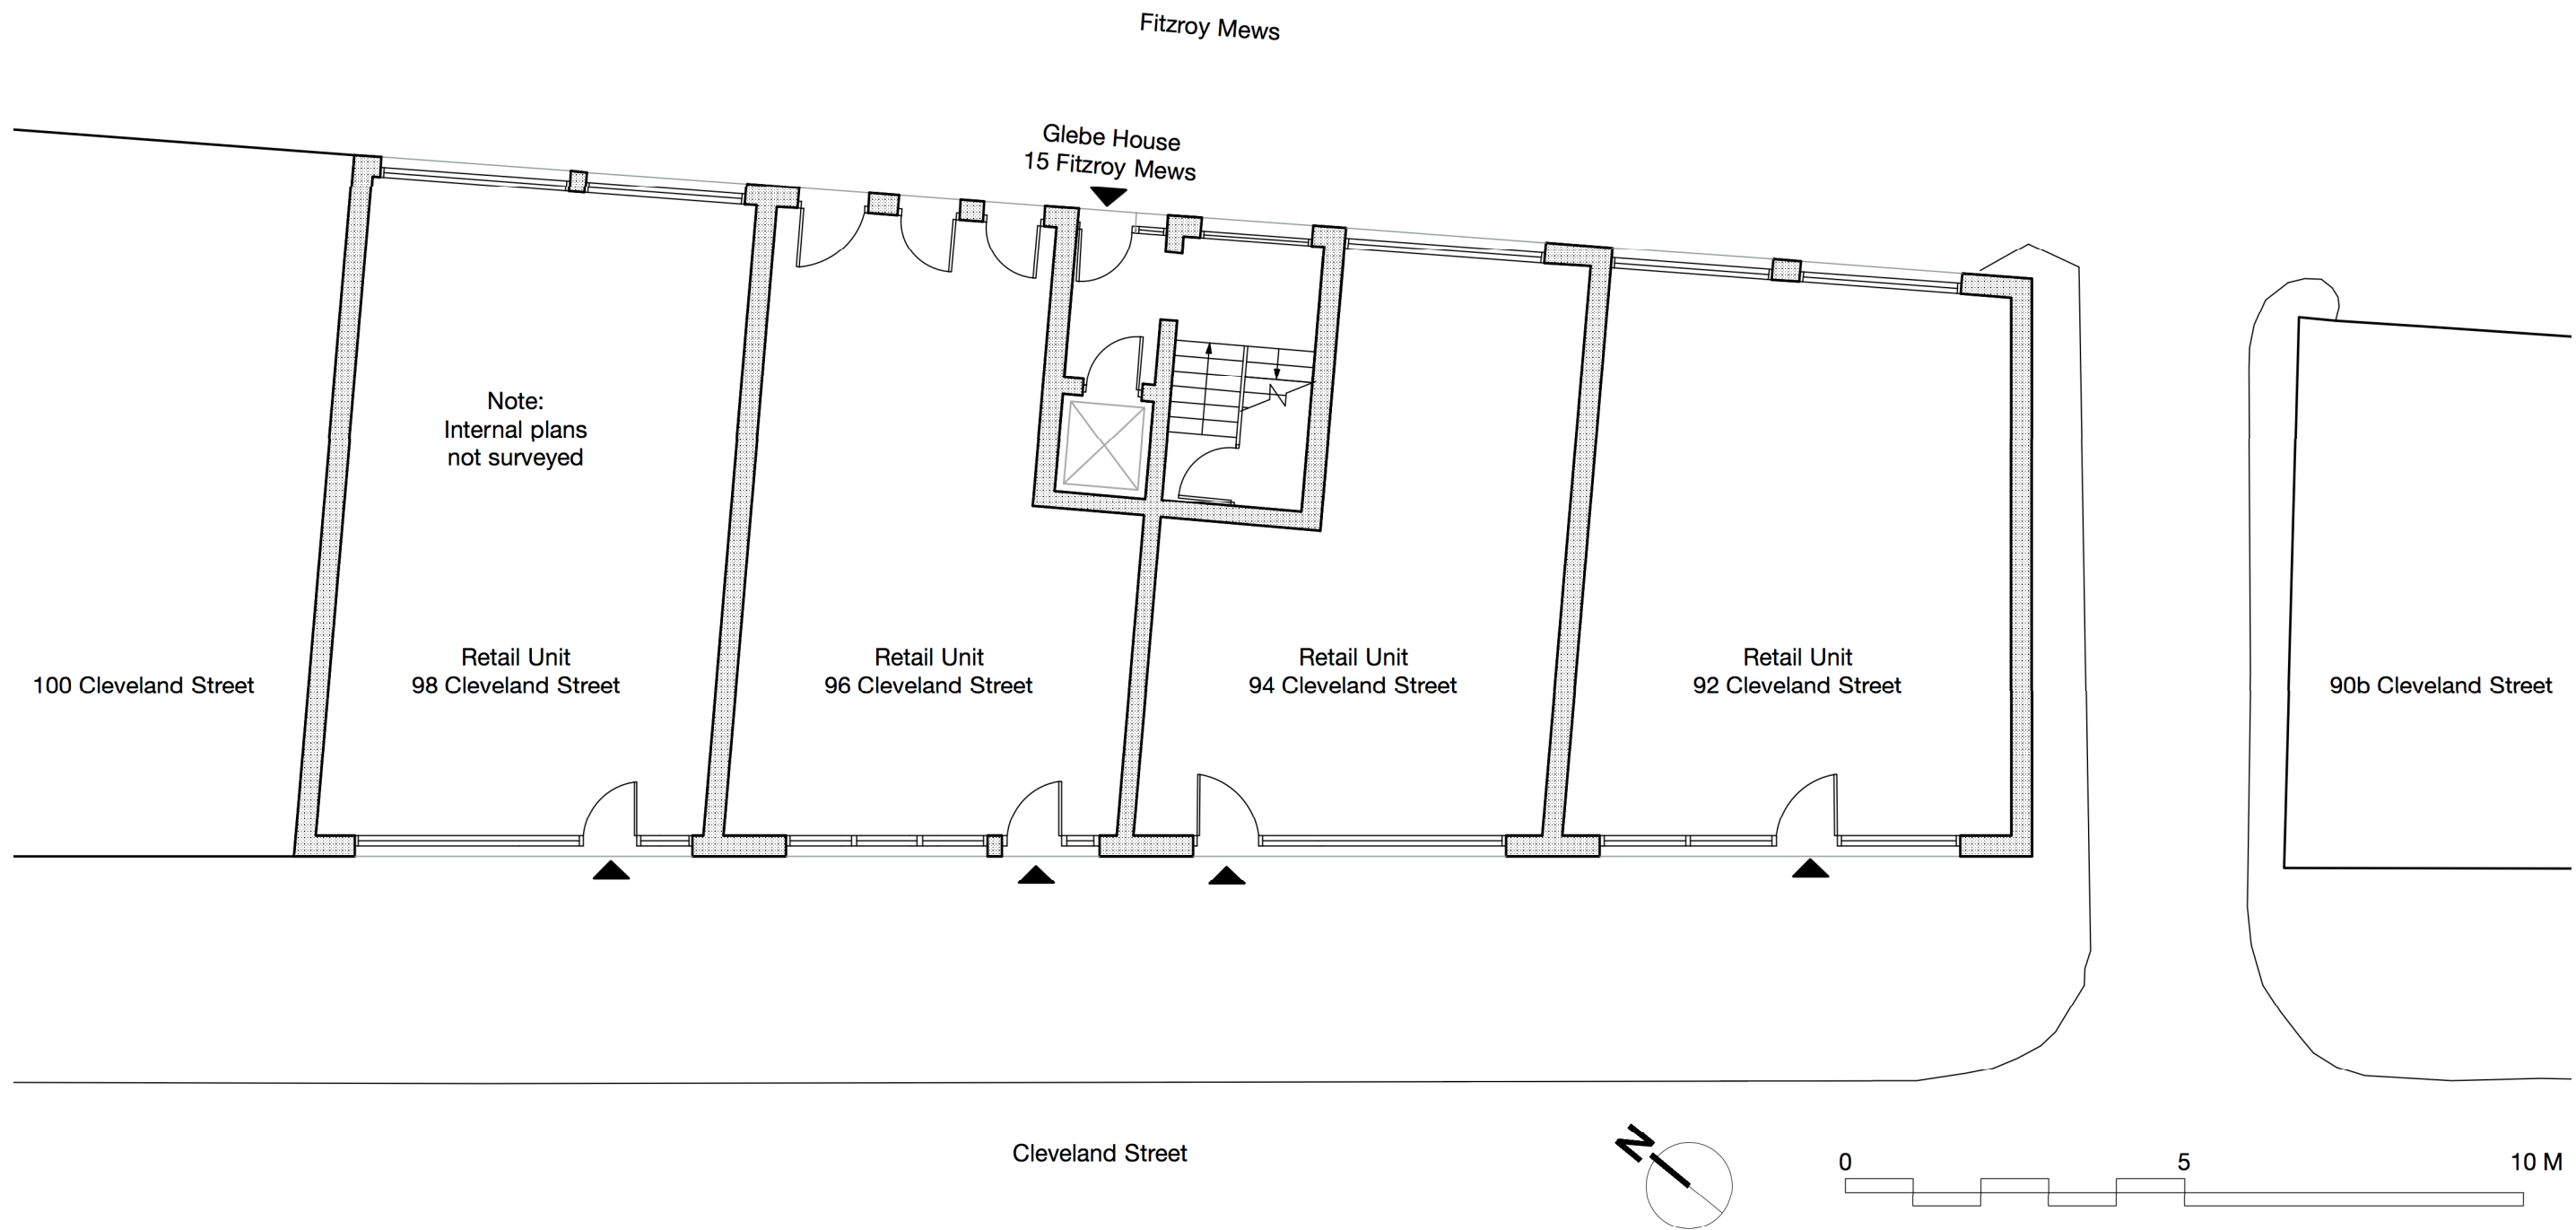 Fitzroy Mews
Glebe House
15 Fitzroy Mews
Note:
Internal plans
not surveyed
100 Cleveland Street
Retail Unit
98 Cleveland Street
Retail Unit
96 Cleveland Street
Retail Unit
94 Cleveland Street
Retail Unit
92 Cleveland Street
90b Cleveland Street
Cleveland Street
N
0 5 10 M